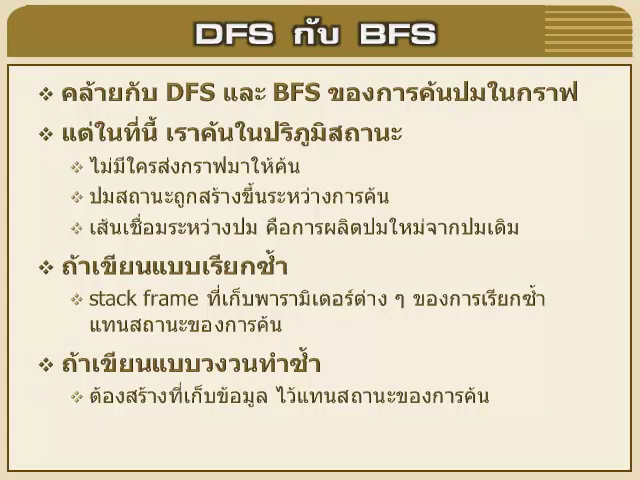 DFS กับ BFS
คล้ายกับ DFS และ BFS ของการค้นปมในกราฟ
แต่ในที่นี้ เราค้นในปริภูมิสถานะ
ไม่มีใครส่งกราฟมาให้ค้น
ปมสถานะถูกสร้างขึ้นระหว่างการค้น
เส้นเชื่อมระหว่างปม คือการผลิตปมใหม่จากปมเดิม
ถ้าเขียนแบบเรียกซ้ำ
stack frame ที่เก็บพารามิเตอร์ต่าง ๆ ของการเรียกซ้ำ
แทนสถานะของการค้น
ถ้าเขียนแบบวงวนทำซ้ำ
ต้องสร้างที่เก็บข้อมูล ไว้แทนสถานะของการค้น